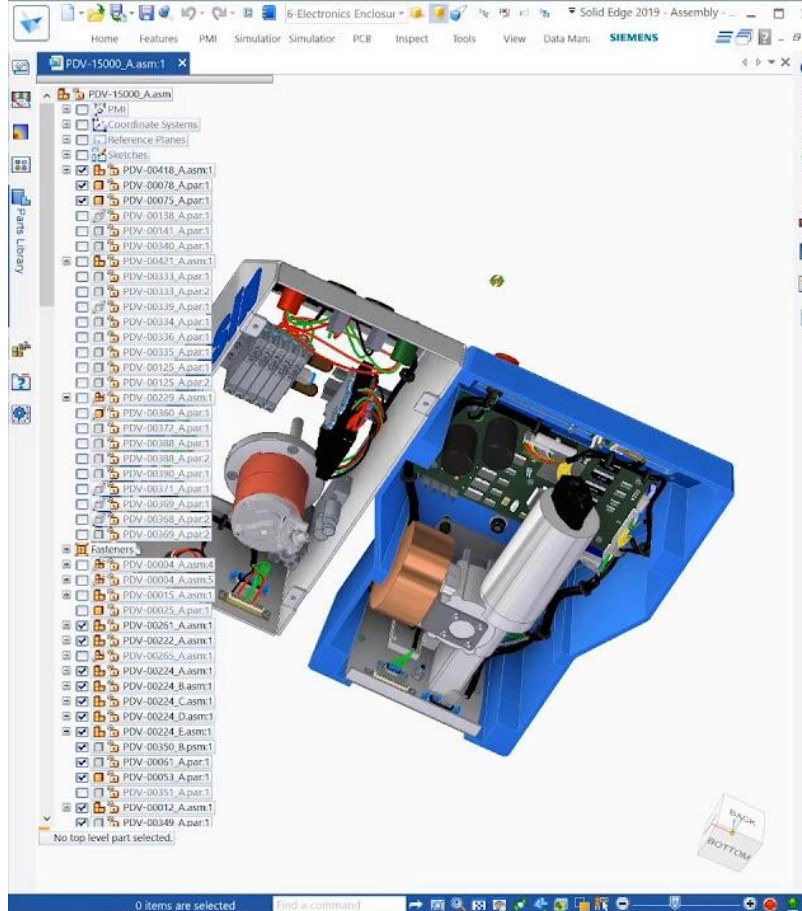 6-Electronics Enclosur
Solid Edge 2019 - Assembly - ...
Home Features PMI Simulatior Simulatior PCB Inspect Tools View Data Man: SIEMENS
PDV-15000_A.asm:1 X
PDV-15000_A.asm
PMI
Coordinate Systems
Reference Planes
Sketches
PDV-00418_A.asm:1
PDV-00078_A.par:1
PDV-00075_A.par:1
PDV-00138_A.par:1
PDV-00141_A.par:1
PDV-00340_A.par:1
PDV-00421_A.asm:1
PDV-00333_A.par:1
PDV-00333_A.par:2
PDV-00339_A.par:1
PDV-00334_A.par:1
PDV-00336_A.par:1
PDV-00335_A.par:1
PDV-00125_A.par:1
PDV-00125_A.par:2
PDV-00229_A.asm:1
PDV-00360_A.par:1
PDV-00372_A.par:1
PDV-00388_A.par:1
PDV-00388_A.par:2
PDV-00390_A.par:1
PDV-00371_A.par:1
PDV-00369_A.par:1
PDV-00368_A.par:2
PDV-00369_A.par:2
Fasteners
PDV-00004_A.asm:4
PDV-00004_A.asm:5
PDV-00015_A.asm:1
PDV-00025_A.par:1
PDV-00261_A.asm:1
PDV-00222_A.asm:1
PDV-00265_A.asm:1
PDV-00224_A.asm:1
PDV-00224_B.asm:1
PDV-00224_C.asm:1
PDV-00224_D.asm:1
PDV-00224_E.asm:1
PDV-00350_B.psm:1
PDV-00061_A.par:1
PDV-00053_A.par:1
PDV-00351_A.par:1
PDV-00012_A.asm:1
PDV-00349_A.par:1
No top level part selected.
Parts Library
BACK
BOTTOM
0 items are selected
Find a command